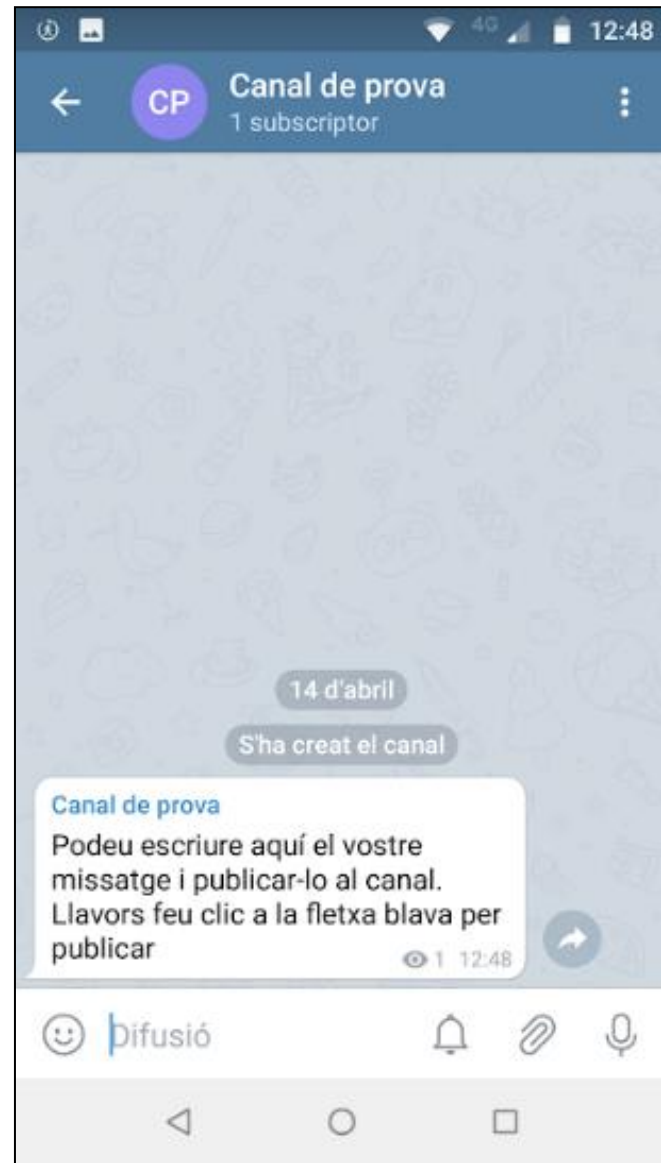 4G 12:48
CP Canal de prova
1 subscriptor
14 d'abril
S'ha creat el canal
Canal de prova
Podeu escriure aquí el vostre
missatge i publicar-lo al canal.
Llavors feu clic a la fletxa blava per
publicar
1 12:48
Difusió